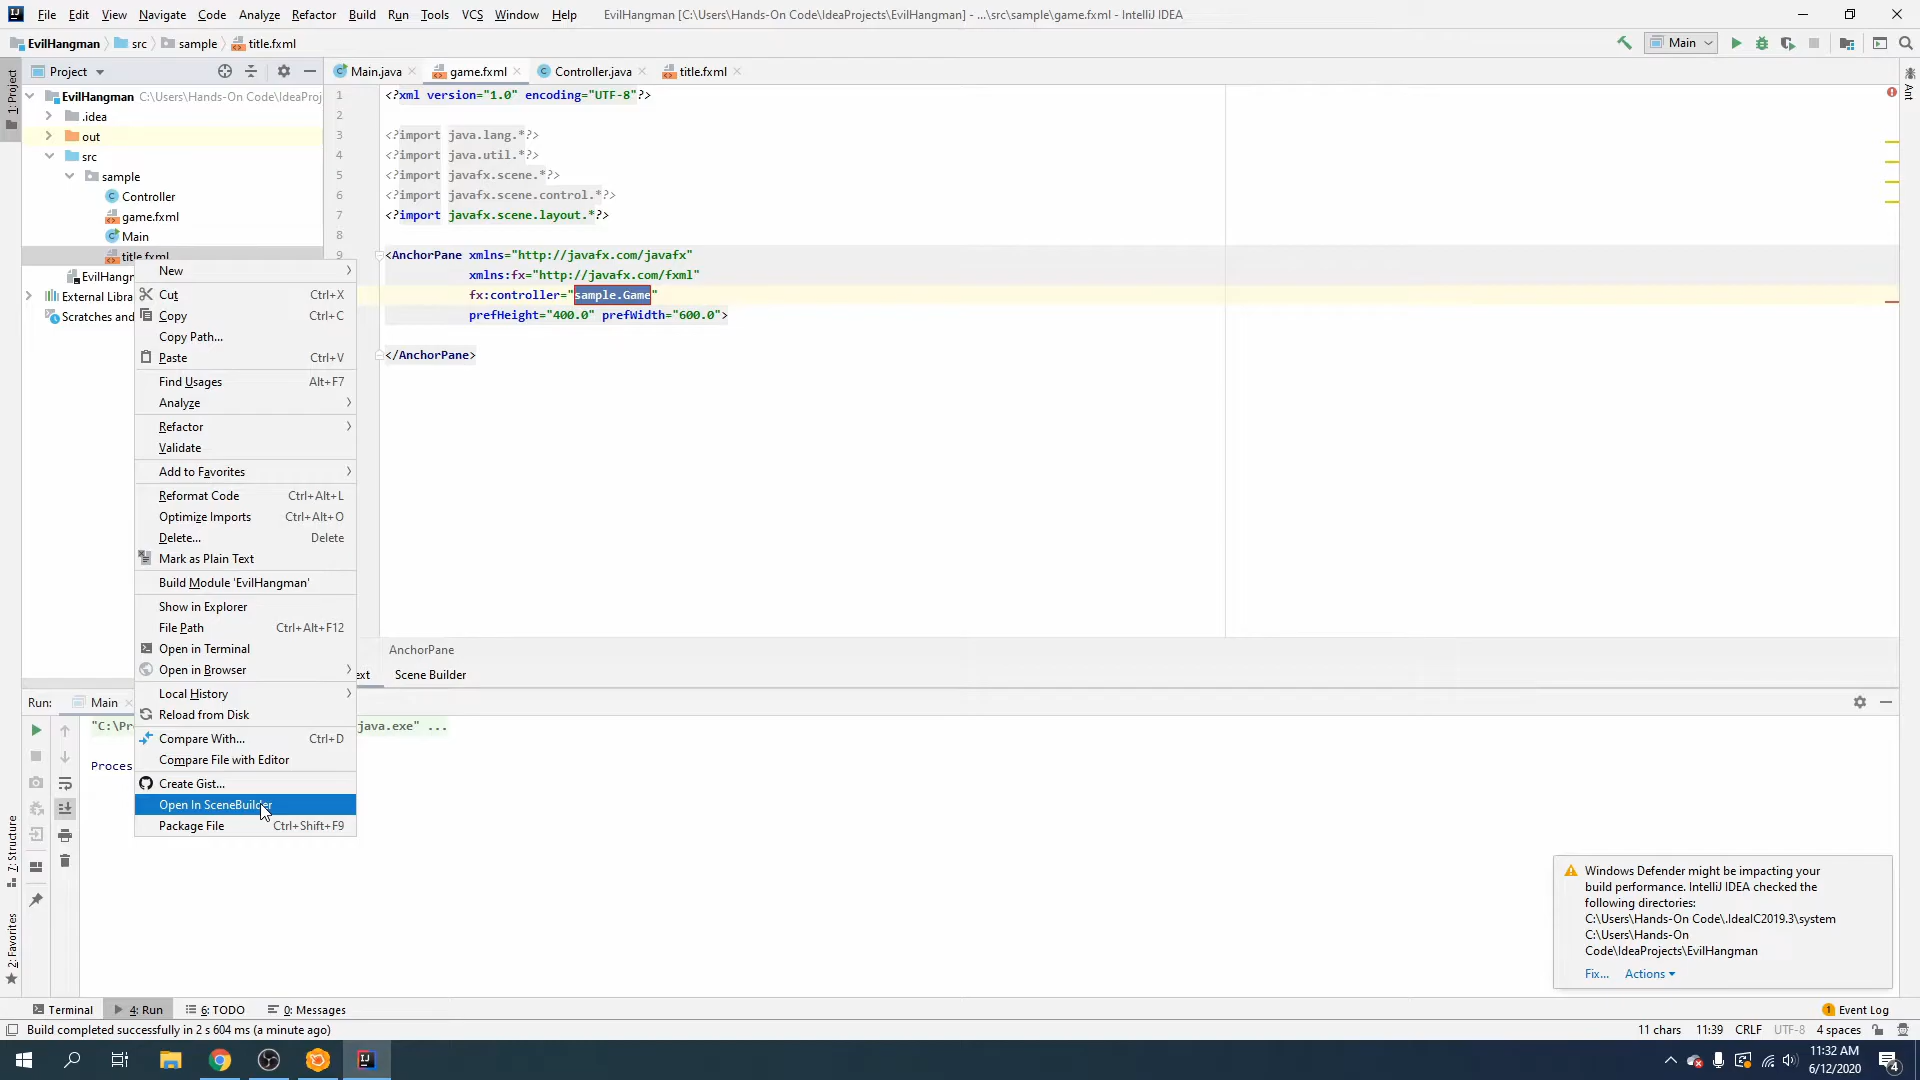 File Edit View Navigate Code Analyze Refactor Build Run Tools VCS Window Help EvilHangman [C:\Users\Hands-On Code\IdeaProjects\EvilHangman] - ...\src\sample\game.fxml - IntelliJ IDEA
EvilHangman src sample title.fxml Main
Project Main.java game.fxml Controller.java title.fxml
1: Project
Ant
EvilHangman C:\Users\Hands-On Code\IdeaProj
.idea
out
src
sample
Controller
game.fxml
Main
title.fxml
EvilHangm
External Libra
Scratches and
1 <?xml version="1.0" encoding="UTF-8"?>
2
3 <?import java.lang.*?>
4 <?import java.util.*?>
5 <?import javafx.scene.*?>
6 <?import javafx.scene.control.*?>
7 <?import javafx.scene.layout.*?>
8
9 <AnchorPane xmlns="http://javafx.com/javafx"
xmlns:fx="http://javafx.com/fxml"
fx:controller="sample.Game"
prefHeight="400.0" prefWidth="600.0">
</AnchorPane>
New
Cut Ctrl+X
Copy Ctrl+C
Copy Path...
Paste Ctrl+V
Find Usages Alt+F7
Analyze
Refactor
Validate
Add to Favorites
Reformat Code Ctrl+Alt+L
Optimize Imports Ctrl+Alt+O
Delete... Delete
Mark as Plain Text
Build Module 'EvilHangman'
Show in Explorer
File Path Ctrl+Alt+F12
Open in Terminal
Open in Browser
Local History
Reload from Disk
Compare With... Ctrl+D
Compare File with Editor
Create Gist...
Open In SceneBuilder
Package File Ctrl+Shift+F9
AnchorPane
ext Scene Builder
Run: Main
"C:\Pr java.exe" ...
Proces
7: Structure
2: Favorites
Windows Defender might be impacting your
build performance. IntelliJ IDEA checked the
following directories:
C:\Users\Hands-On Code\.IdeaIC2019.3\system
C:\Users\Hands-On
Code\IdeaProjects\EvilHangman
Fix... Actions
Terminal 4: Run 6: TODO 0: Messages 1 Event Log
Build completed successfully in 2 s 604 ms (a minute ago) 11 chars 11:39 CRLF UTF-8 4 spaces
11:32 AM
6/12/2020
4